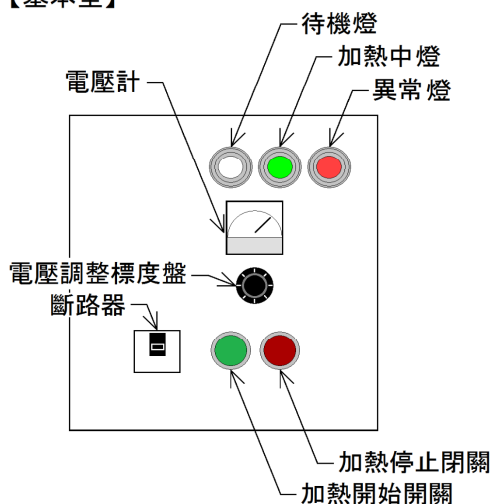 【基本型】
待機燈
加熱中燈
異常燈
電壓計
電壓調整標度盤
斷路器
加熱停止閉關
加熱開始開關